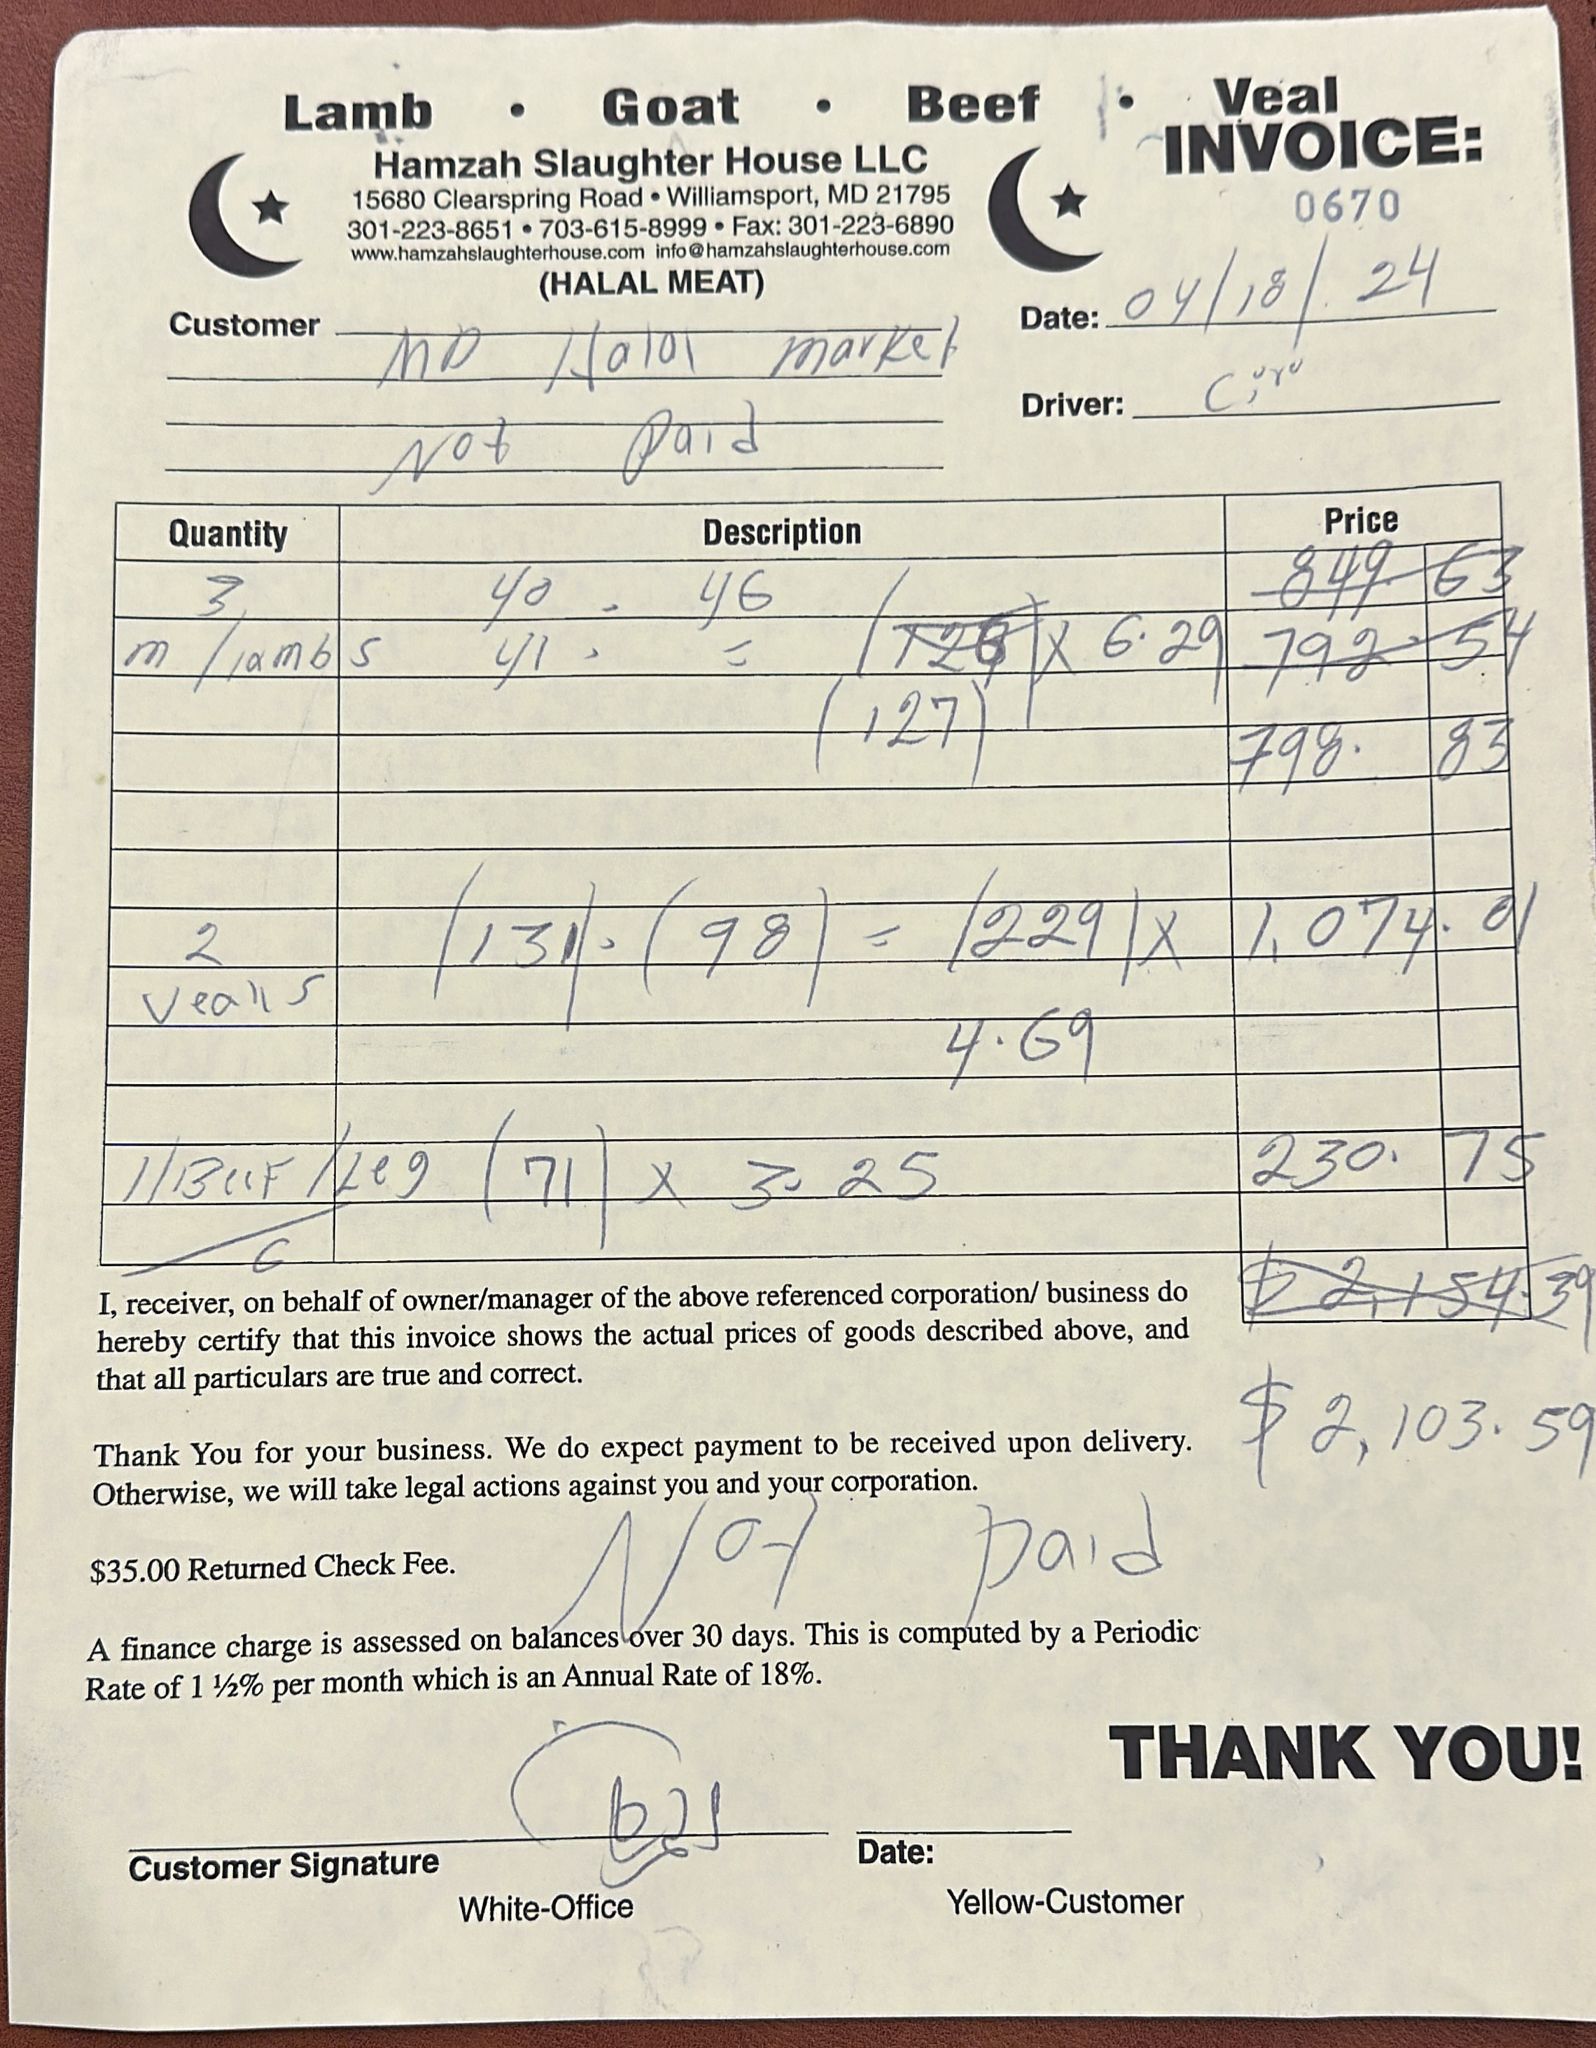 Lamb • Goat • Beef • Veal
INVOICE:
0670
Hamzah Slaughter House LLC
15680 Clearspring Road • Williamsport, MD 21795
301-223-8651 • 703-615-8999 • Fax: 301-223-6890
www.hamzahslaughterhouse.com info@hamzahslaughterhouse.com
(HALAL MEAT)
Date: 04/18/24
Customer MD Halal market
Driver:
Not Paid
Quantity Description Price
3 40 - 46 849. 63
m/lambs 41. = (126) x 6.29 792. 54
(127) 798. 83
2 (131). (98) = (229) x 1,074.01
Vealls 4.69
1/Beef/Leg (71) x 3.25 230. 75
C
$2,154.39
$2,103.59
I, receiver, on behalf of owner/manager of the above referenced corporation/ business do
hereby certify that this invoice shows the actual prices of goods described above, and
that all particulars are true and correct.
Thank You for your business. We do expect payment to be received upon delivery.
Otherwise, we will take legal actions against you and your corporation.
Not paid
$35.00 Returned Check Fee.
A finance charge is assessed on balances over 30 days. This is computed by a Periodic
Rate of 1 ½% per month which is an Annual Rate of 18%.
THANK YOU!
Customer Signature Date:
White-Office Yellow-Customer